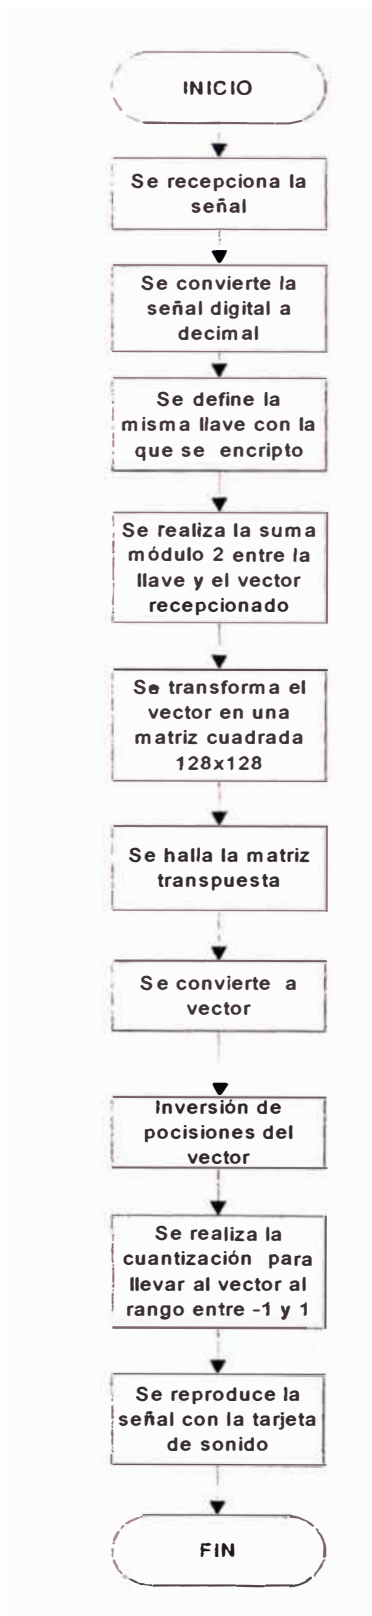 INICIO
Se recepciona la
señal
Se convierte la
señal digital a
decimal
Se define la
misma llave con la
que se encripto
Se realiza la suma
módulo 2 entre la
llave y el vector
recepcionado
Se transforma el
vector en una
matriz cuadrada
128x128
Se halla la matriz
transpuesta
Se convierte a
vector
Inversión de
pocisiones del
vector
Se realiza la
cuantización para
llevar al vector al
rango entre -1 y 1
Se reproduce la
señal con la tarjeta
de sonido
FIN